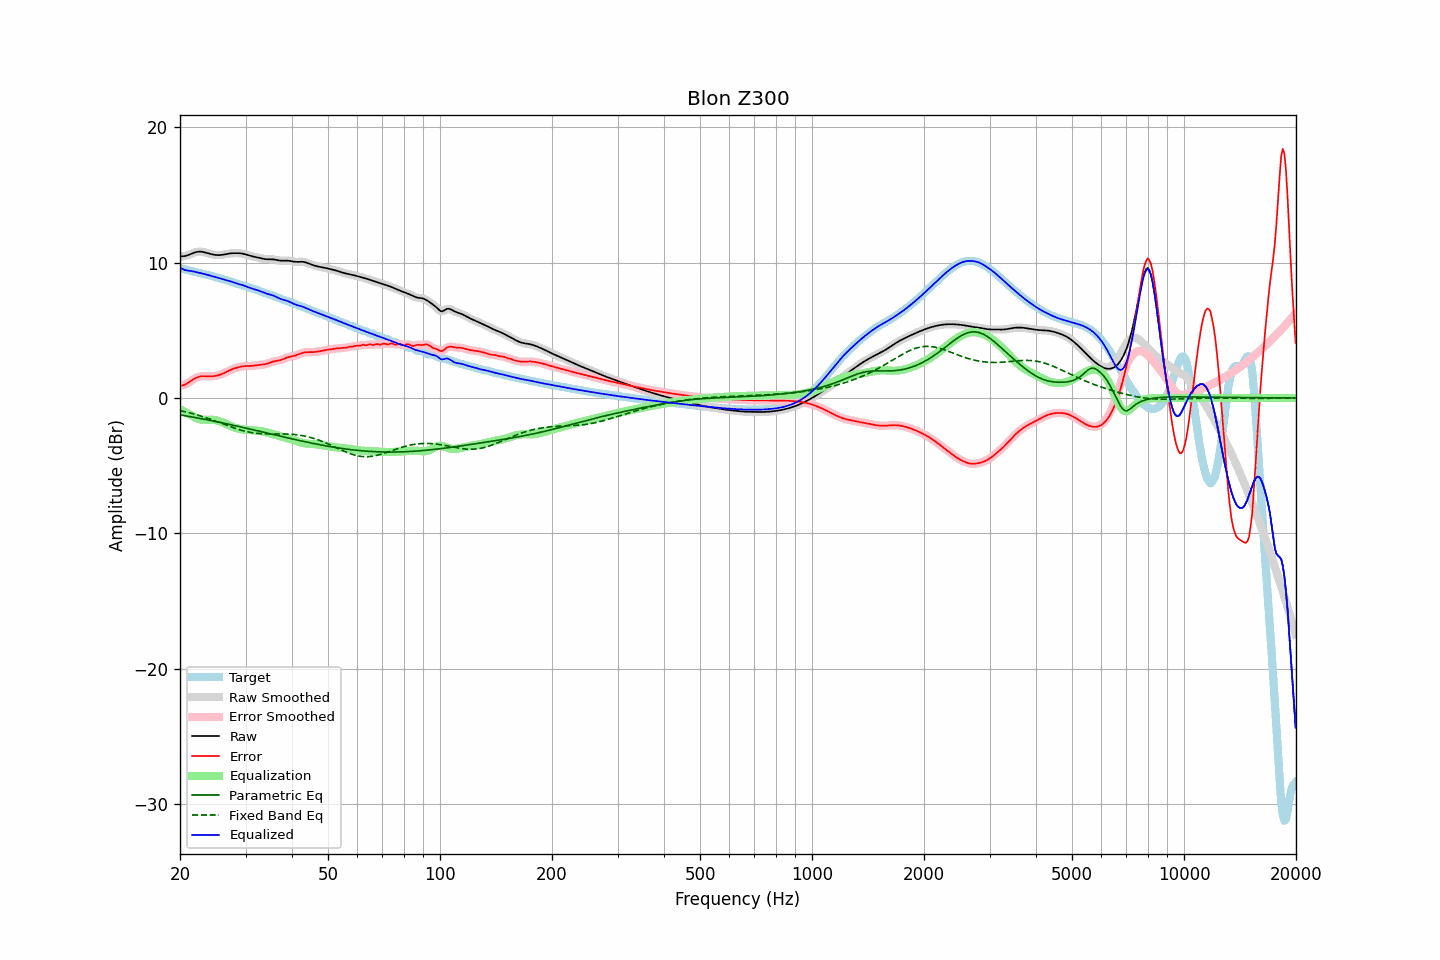 Blon Z300
20
10
0
−10
−20
−30
Amplitude (dBr)
Target
Raw Smoothed
Error Smoothed
Raw
Error
Equalization
Parametric Eq
Fixed Band Eq
Equalized
20 50 100 200 500 1000 2000 5000 10000 20000
Frequency (Hz)